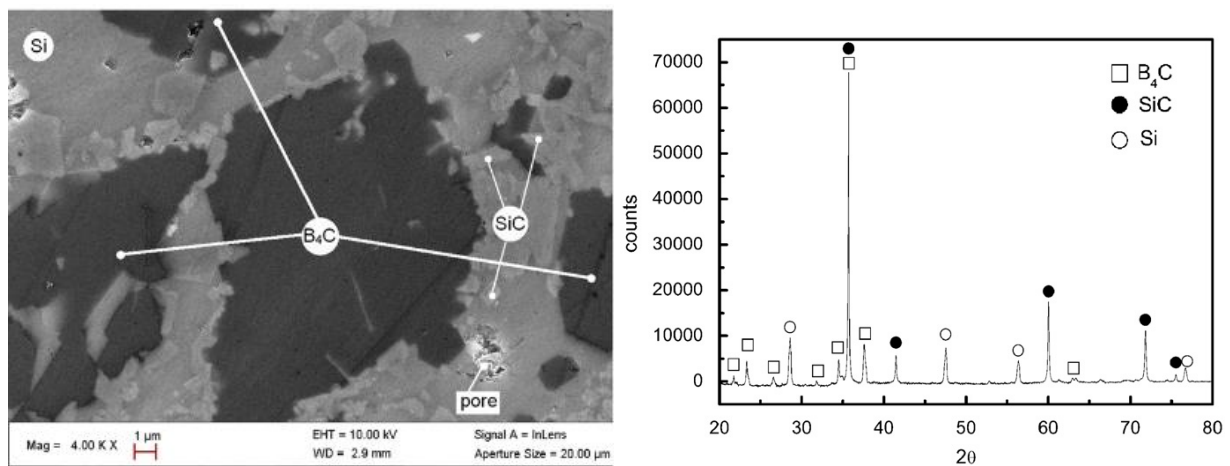 Si
B₄C
SiC
pore
Mag = 4.00 K X
1 µm
EHT = 10.00 kV
WD = 2.9 mm
Signal A = InLens
Aperture Size = 20.00 µm
70000
60000
50000
40000
30000
20000
10000
0
counts
B₄C
SiC
Si
20 30 40 50 60 70 80
2θ